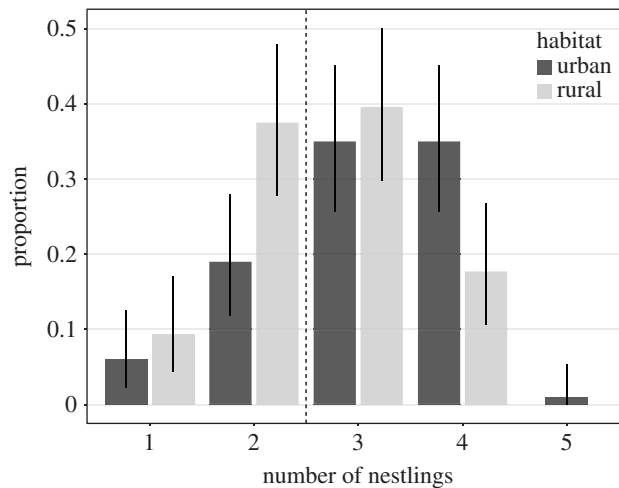 0.5
0.4
0.3
0.2
0.1
0
proportion
habitat
urban
rural
1 2 3 4 5
number of nestlings